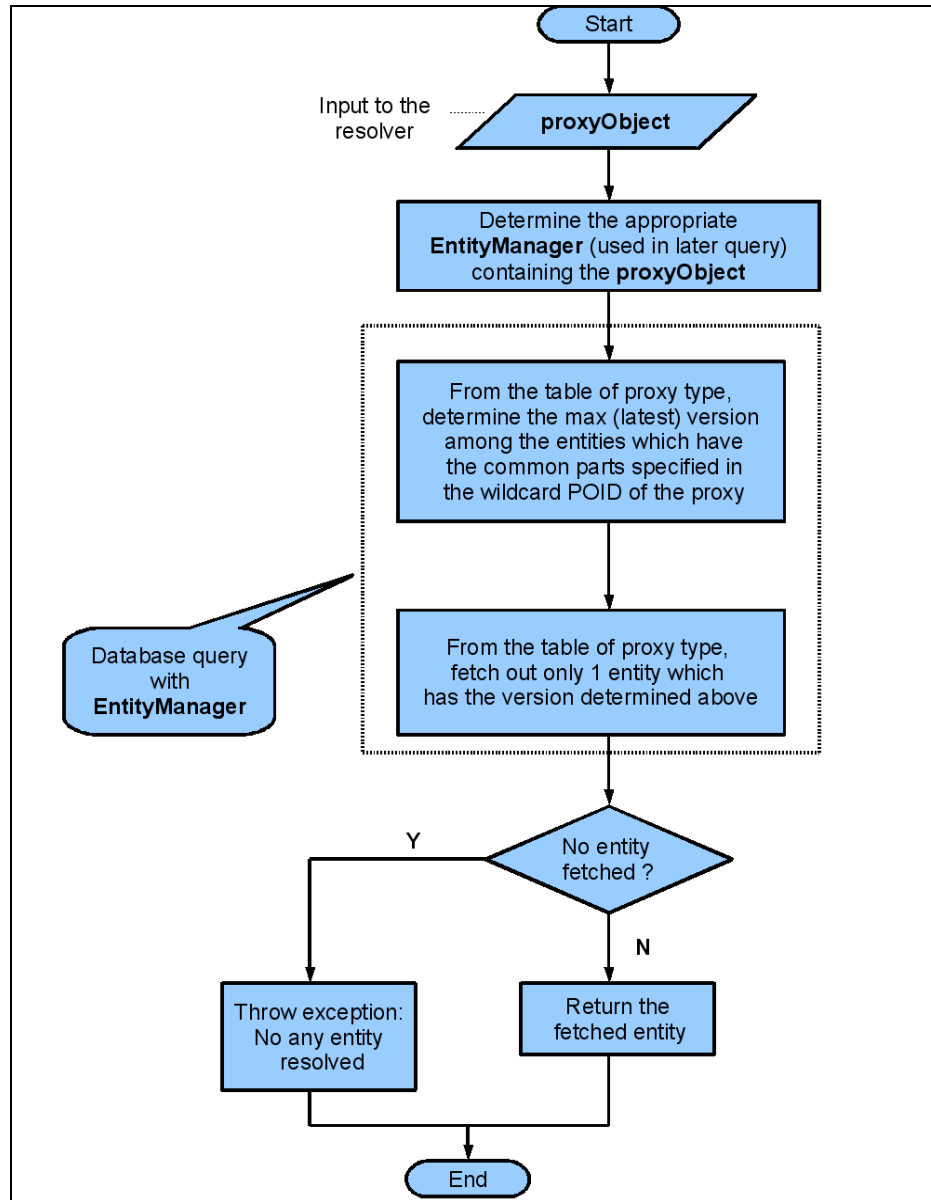 Start
Input to the
resolver
proxyObject
Determine the appropriate
EntityManager (used in later query)
containing the proxyObject
From the table of proxy type,
determine the max (latest) version
among the entities which have
the common parts specified in
the wildcard POID of the proxy
Database query
with
EntityManager
From the table of proxy type,
fetch out only 1 entity which
has the version determined above
No entity
fetched ?
Y
N
Throw exception:
No any entity
resolved
Return the
fetched entity
End